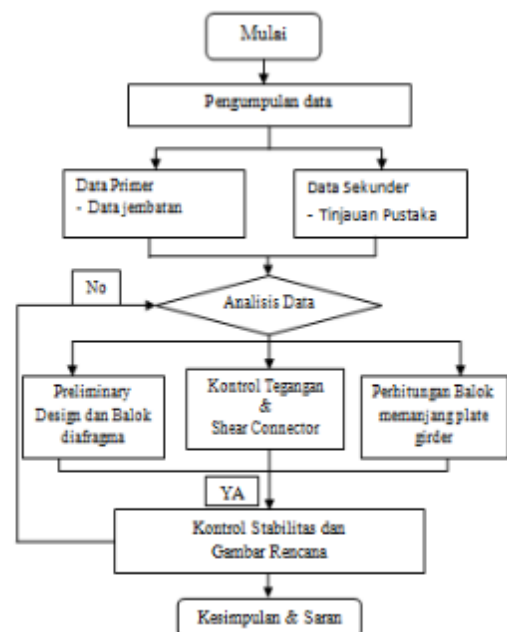 Mulai
Pengumpulan data
Data Primer
- Data jembatan
Data Sekunder
- Tinjauan Pustaka
No
Analisis Data
Preliminary
Design dan Balok
diafragma
Kontrol Tegangan
&
Shear Connector
Perhitungan Balok
memanjang plate
girder
YA
Kontrol Stabilitas dan
Gambar Rencana
Kesimpulan & Saran